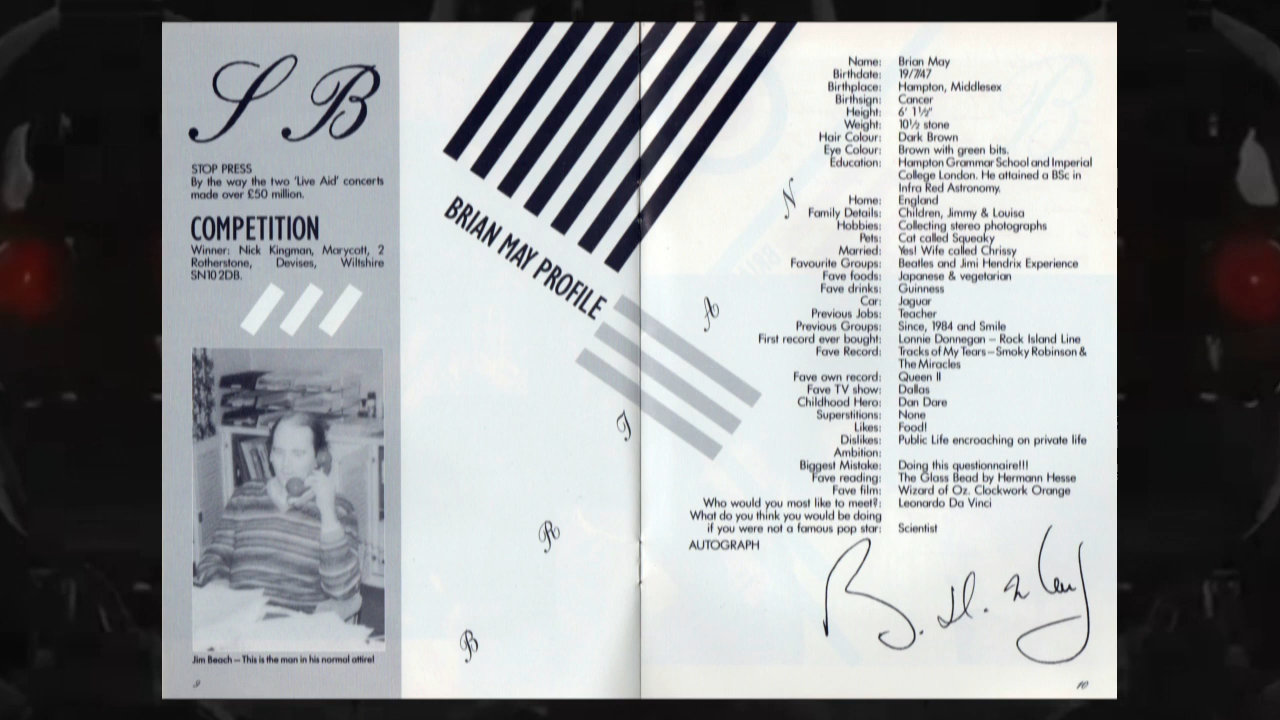 S B
STOP PRESS
By the way the two 'Live Aid' concerts
made over £50 million.
COMPETITION
Winner: Nick Kingman, Marycott, 2
Rotherstone, Devises, Wiltshire
SN10 2DB.
Jim Beach – This is the man in his normal attire!
9
BRIAN MAY PROFILE
B R I A N
Name: Brian May
Birthdate: 19/7/47
Birthplace: Hampton, Middlesex
Birthsign: Cancer
Height: 6' 1½"
Weight: 10½ stone
Hair Colour: Dark Brown
Eye Colour: Brown with green bits.
Education: Hampton Grammar School and Imperial
College London. He attained a BSc in
Infra Red Astronomy.
Home: England
Family Details: Children, Jimmy & Louisa
Hobbies: Collecting stereo photographs
Pets: Cat called Squeaky
Married: Yes! Wife called Chrissy
Favourite Groups: Beatles and Jimi Hendrix Experience
Fave foods: Japanese & vegetarian
Fave drinks: Guinness
Car: Jaguar
Previous Jobs: Teacher
Previous Groups: Since, 1984 and Smile
First record ever bought: Lonnie Donnegan – Rock Island Line
Fave Record: Tracks of My Tears – Smoky Robinson &
The Miracles
Fave own record: Queen II
Fave TV show: Dallas
Childhood Hero: Dan Dare
Superstitions: None
Likes: Food!
Dislikes: Public Life encroaching on private life
Ambition:
Biggest Mistake: Doing this questionnaire!!!
Fave reading: The Glass Bead by Hermann Hesse
Fave film: Wizard of Oz. Clockwork Orange
Who would you most like to meet?: Leonardo Da Vinci
What do you think you would be doing
if you were not a famous pop star: Scientist
AUTOGRAPH
B. H. May
10